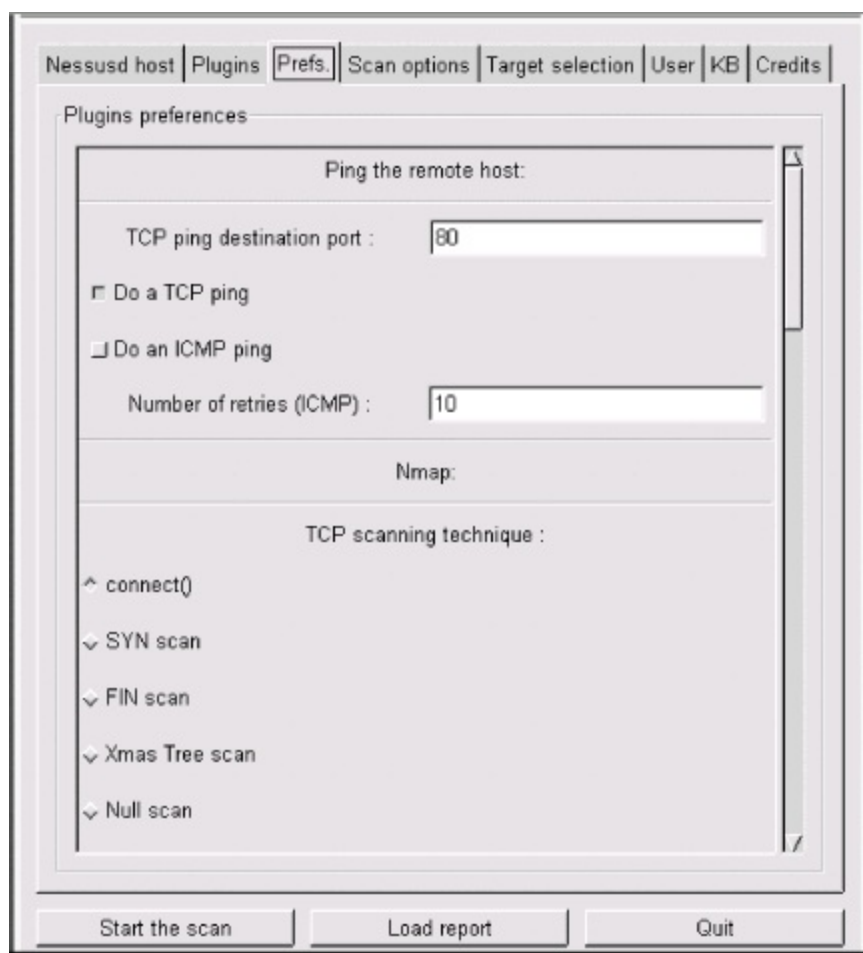 Nessusd host Plugins Prefs. Scan options Target selection User KB Credits
Plugins preferences
Ping the remote host:
TCP ping destination port : 80
Do a TCP ping
Do an ICMP ping
Number of retries (ICMP) : 10
Nmap:
TCP scanning technique :
connect()
SYN scan
FIN scan
Xmas Tree scan
Null scan
Start the scan Load report Quit